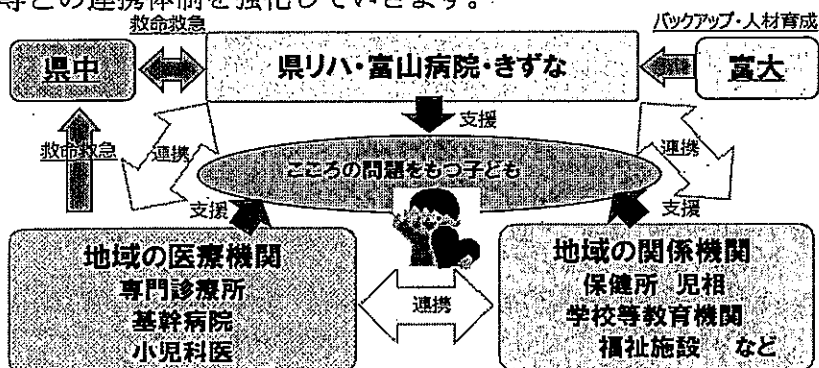 等との連携体制を強化していきます。
救命救急
バックアップ・人材育成
県中
県リハ・富山病院・きずな
富大
支援
救命救急
連携
連携
こころの問題をもつ子ども
支援
支援
地域の医療機関
専門診療所
基幹病院
小児科医
連携
地域の関係機関
保健所 児相
学校等教育機関
福祉施設 など